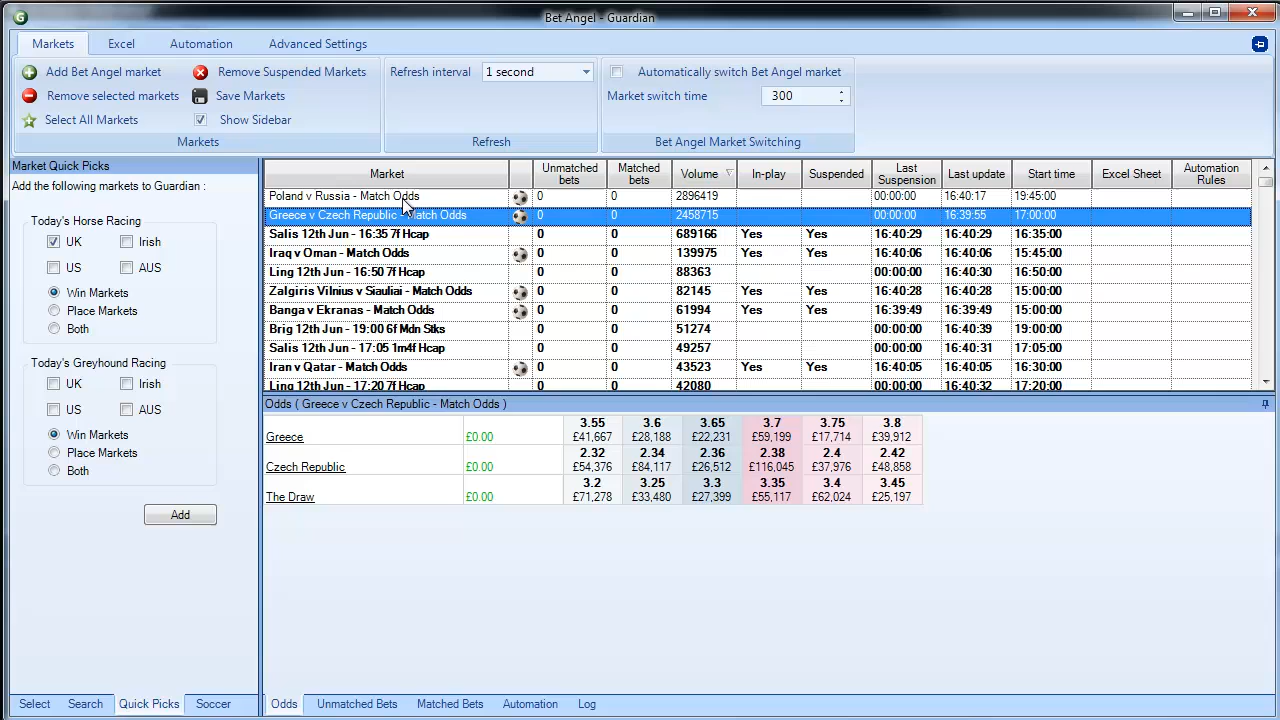 Bet Angel - Guardian
Markets Excel Automation Advanced Settings
Add Bet Angel market Remove Suspended Markets Refresh interval 1 second Automatically switch Bet Angel market
Remove selected markets Save Markets Market switch time 300
Select All Markets Show Sidebar
Markets Refresh Bet Angel Market Switching
Market Quick Picks
Add the following markets to Guardian :
Today's Horse Racing
UK Irish
US AUS
Win Markets
Place Markets
Both
Today's Greyhound Racing
UK Irish
US AUS
Win Markets
Place Markets
Both
Add
Select Search Quick Picks Soccer
Market Unmatched bets Matched bets Volume In-play Suspended Last Suspension Last update Start time Excel Sheet Automation Rules
Poland v Russia - Match Odds 0 0 2896419 00:00:00 16:40:17 19:45:00
Greece v Czech Republic - Match Odds 0 0 2458715 00:00:00 16:39:55 17:00:00
Salis 12th Jun - 16:35 7f Hcap 0 0 689166 Yes Yes 16:40:29 16:40:29 16:35:00
Iraq v Oman - Match Odds 0 0 139975 Yes Yes 16:40:06 16:40:06 15:45:00
Ling 12th Jun - 16:50 7f Hcap 0 0 88363 00:00:00 16:40:30 16:50:00
Zalgiris Vilnius v Siauliai - Match Odds 0 0 82145 Yes Yes 16:40:28 16:40:28 15:00:00
Banga v Ekranas - Match Odds 0 0 61994 Yes Yes 16:39:49 16:39:49 15:00:00
Brig 12th Jun - 19:00 6f Mdn Stks 0 0 51274 00:00:00 16:40:39 19:00:00
Salis 12th Jun - 17:05 1m4f Hcap 0 0 49257 00:00:00 16:40:31 17:05:00
Iran v Qatar - Match Odds 0 0 43523 Yes Yes 16:40:05 16:40:05 16:30:00
Ling 12th Jun - 17:20 7f Hcap 0 0 42080 00:00:00 16:40:32 17:20:00
Odds ( Greece v Czech Republic - Match Odds )
3.55 3.6 3.65 3.7 3.75 3.8
Greece £0.00 £41,667 £28,188 £22,231 £59,199 £17,714 £39,912
2.32 2.34 2.36 2.38 2.4 2.42
Czech Republic £0.00 £54,376 £84,117 £26,512 £116,045 £37,976 £48,858
3.2 3.25 3.3 3.35 3.4 3.45
The Draw £0.00 £71,278 £33,480 £27,399 £55,117 £62,024 £25,197
Odds Unmatched Bets Matched Bets Automation Log